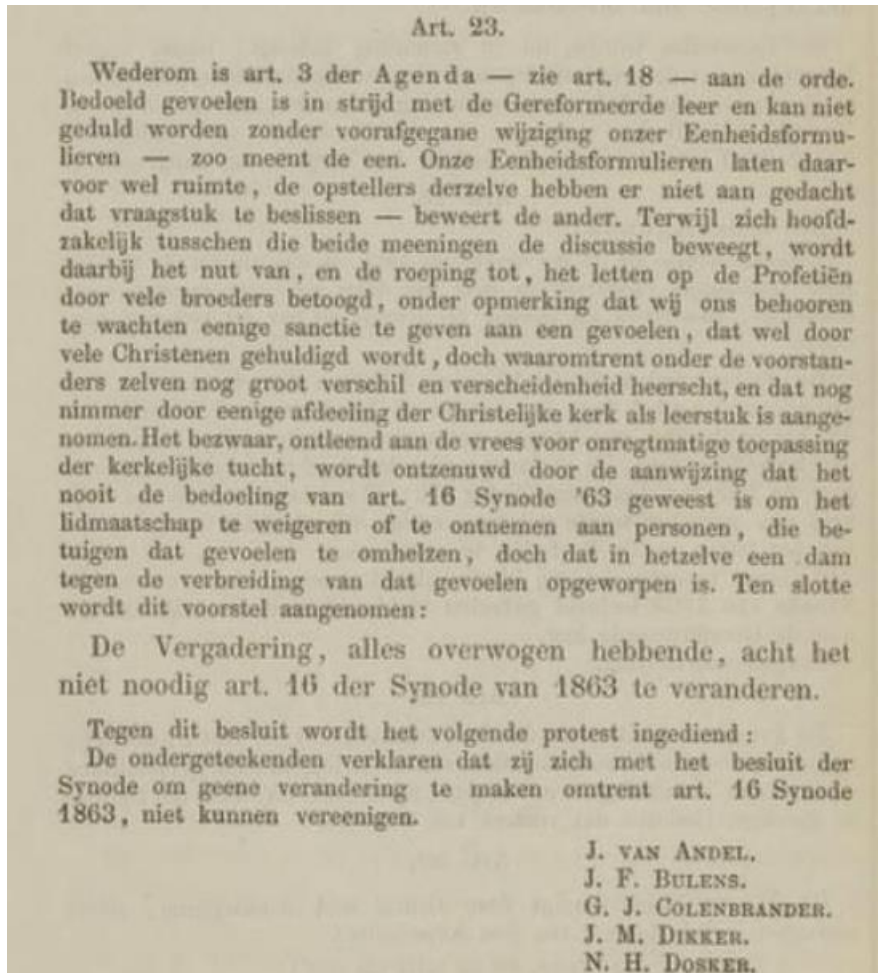 Art. 23.
Wederom is art. 3 der Agenda — zie art. 18 — aan de orde.
Bedoeld gevoelen is in strijd met de Gereformeerde leer en kan niet
geduld worden zonder voorafgegane wijziging onzer Eenheidsformu-
lieren — zoo meent de een. Onze Eenheidsformulieren laten daar-
voor wel ruimte, de opstellers derzelve hebben er niet aan gedacht
dat vraagstuk te beslissen — beweert de ander. Terwijl zich hoofd-
zakelijk tusschen die beide meeningen de discussie beweegt, wordt
daarbij het nut van, en de roeping tot, het letten op de Profetiën
door vele broeders betoogd, onder opmerking dat wij ons behooren
te wachten eenige sanctie te geven aan een gevoelen, dat wel door
vele Christenen gehuldigd wordt, doch waaromtrent onder de voorstan-
ders zelven nog groot verschil en verscheidenheid heerscht, en dat nog
nimmer door eenige afdeeling der Christelijke kerk als leerstuk is aange-
nomen. Het bezwaar, ontleend aan de vrees voor onregtmatige toepassing
der kerkelijke tucht, wordt ontzenuwd door de aanwijzing dat het
nooit de bedoeling van art. 16 Synode '63 geweest is om het
lidmaatschap te weigeren of te ontnemen aan personen, die be-
tuigen dat gevoelen te omhelzen, doch dat in hetzelve een dam
tegen de verbreiding van dat gevoelen opgeworpen is. Ten slotte
wordt dit voorstel aangenomen:
De Vergadering, alles overwogen hebbende, acht het
niet noodig art. 16 der Synode van 1863 te veranderen.
Tegen dit besluit wordt het volgende protest ingediend:
De ondergeteekenden verklaren dat zij zich met het besluit der
Synode om geene verandering te maken omtrent art. 16 Synode
1863, niet kunnen vereenigen.
J. VAN ANDEL.
J. F. BULENS.
G. J. COLENBRANDER.
J. M. DIKKER.
N. H. DOSKER.